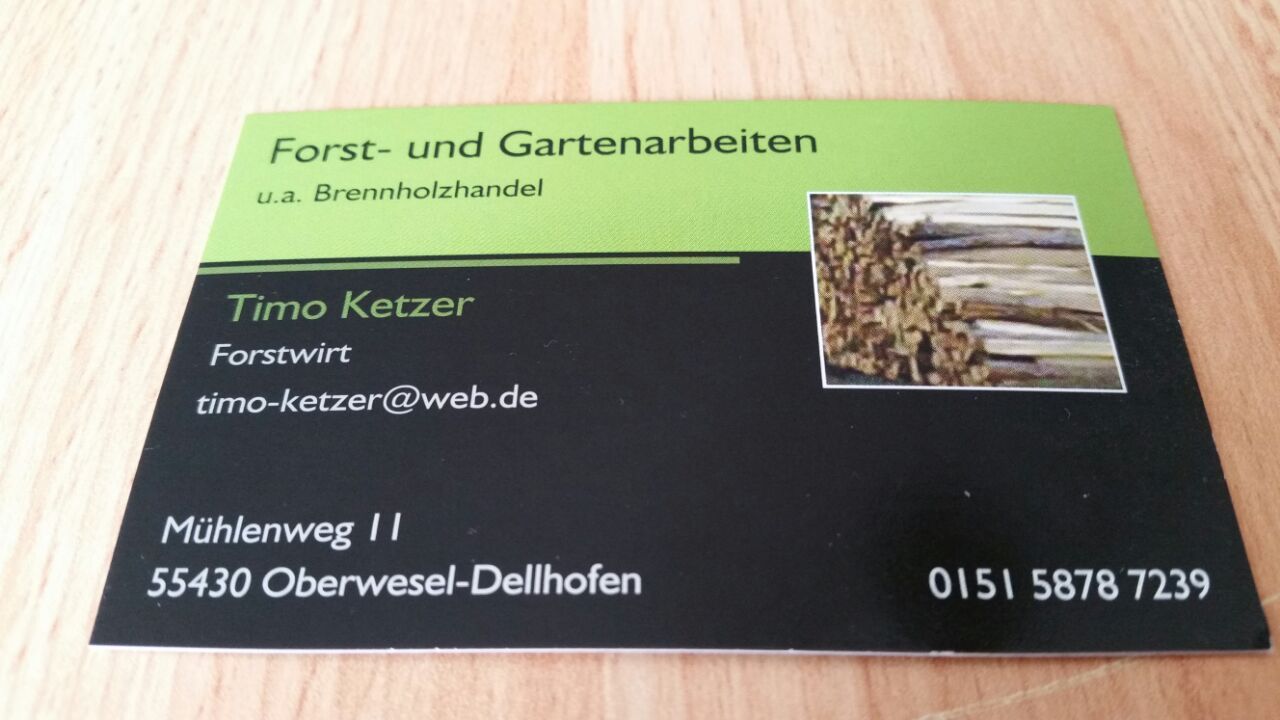 Forst- und Gartenarbeiten
u.a. Brennholzhandel
Timo Ketzer
Forstwirt
timo-ketzer@web.de
Mühlenweg 11
55430 Oberwesel-Dellhofen
0151 5878 7239